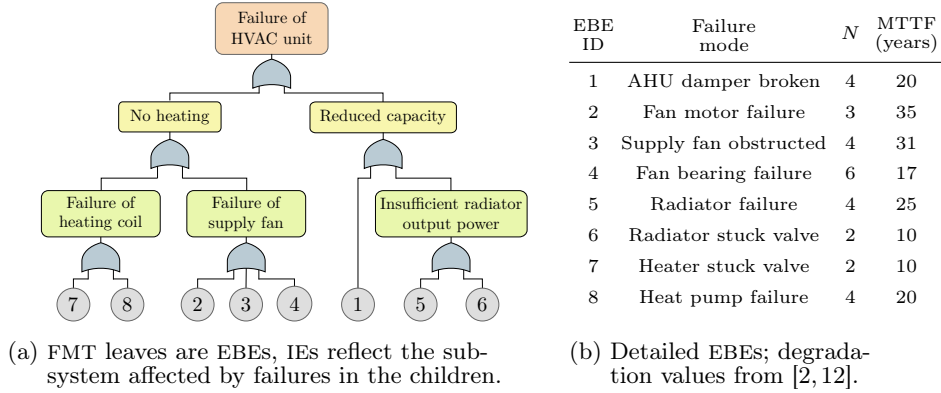 Failure of
HVAC unit
No heating
Reduced capacity
Failure of
heating coil
Failure of
supply fan
Insufficient radiator
output power
7
8
2
3
4
1
5
6
(a) FMT leaves are EBEs, IEs reflect the sub-
system affected by failures in the children.
EBE Failure N MTTF
ID mode (years)
1 AHU damper broken 4 20
2 Fan motor failure 3 35
3 Supply fan obstructed 4 31
4 Fan bearing failure 6 17
5 Radiator failure 4 25
6 Radiator stuck valve 2 10
7 Heater stuck valve 2 10
8 Heat pump failure 4 20
(b) Detailed EBEs; degrada-
tion values from [2, 12].